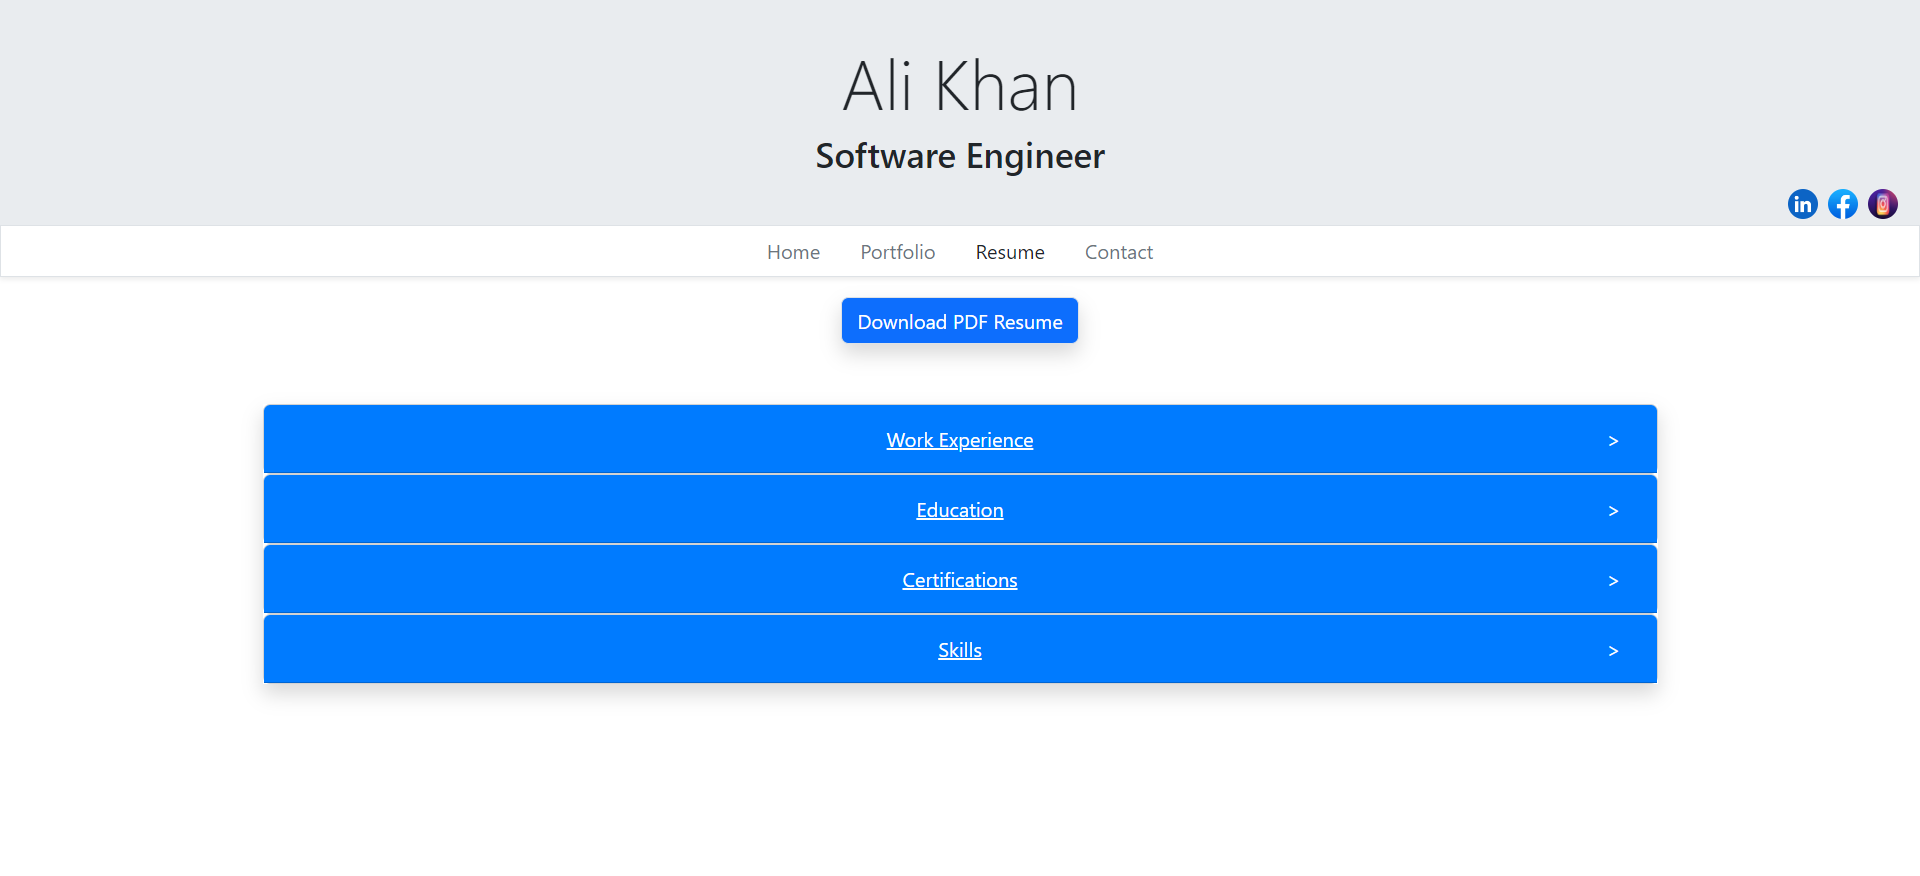 Ali Khan
Software Engineer
in f
Home Portfolio Resume Contact
Download PDF Resume
Work Experience >
Education >
Certifications >
Skills >